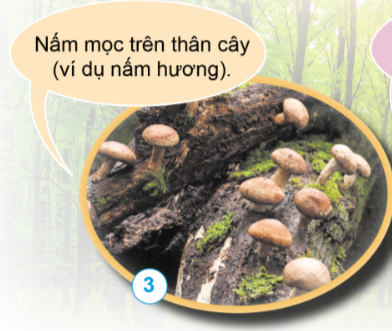 Nấm mọc trên thân cây
(ví dụ nấm hương).
3